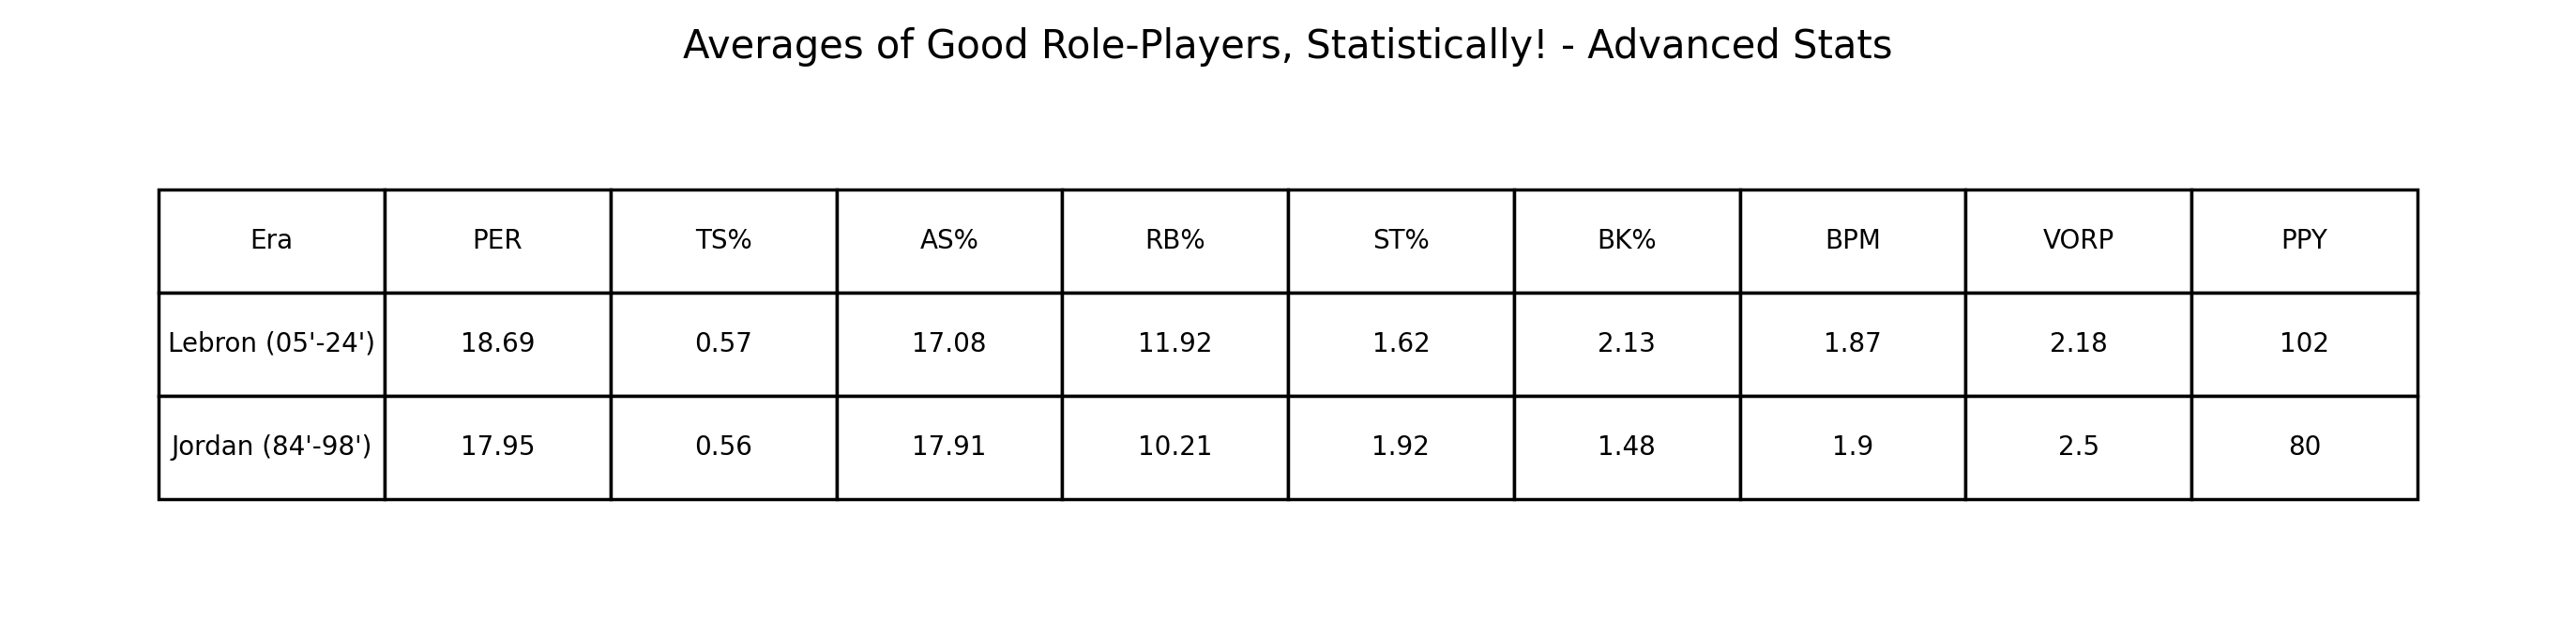 Averages of Good Role-Players, Statistically! - Advanced Stats
Era PER TS% AS% RB% ST% BK% BPM VORP PPY
Lebron (05'-24') 18.69 0.57 17.08 11.92 1.62 2.13 1.87 2.18 102
Jordan (84'-98') 17.95 0.56 17.91 10.21 1.92 1.48 1.9 2.5 80